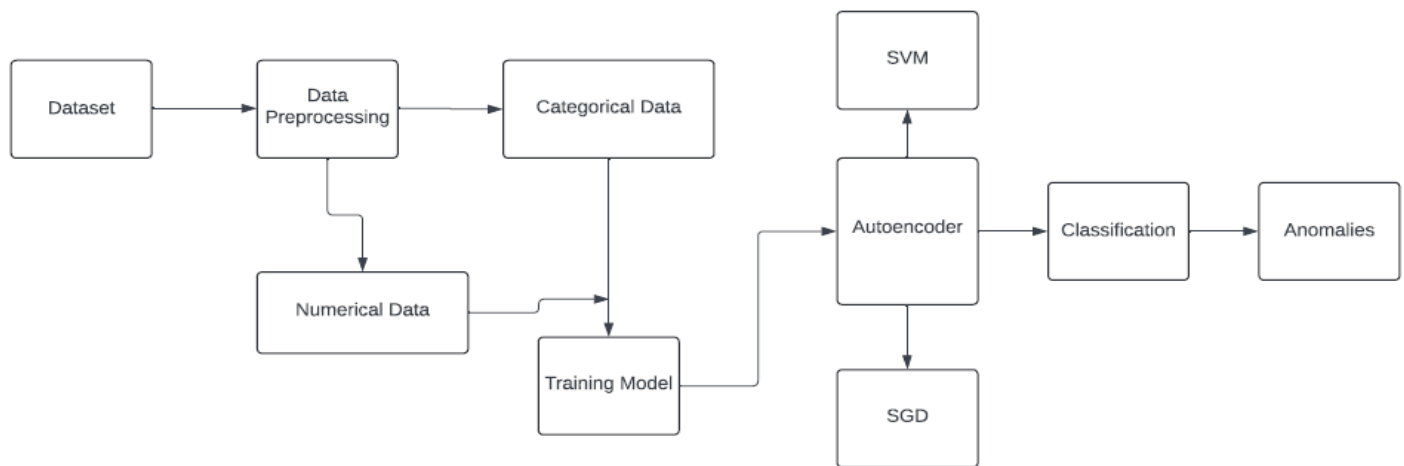 Dataset
Data
Preprocessing
Categorical Data
Numerical Data
Training Model
SVM
Autoencoder
SGD
Classification
Anomalies